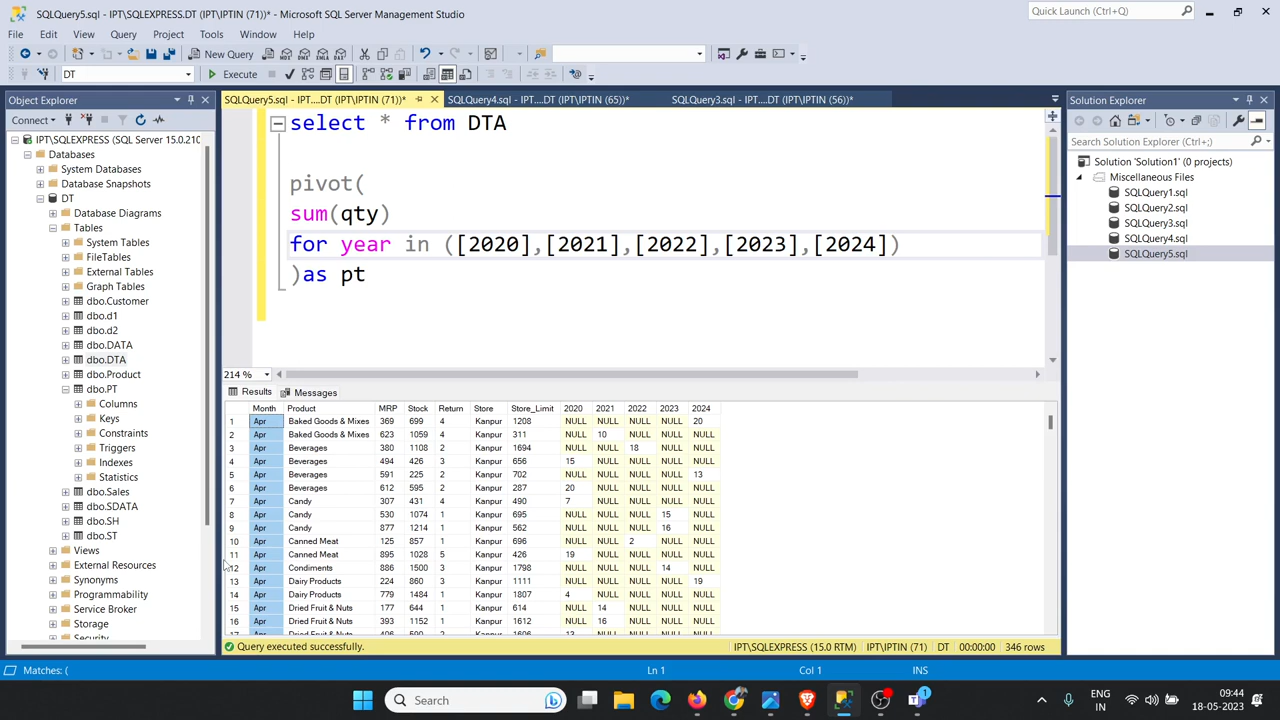 SQLQuery5.sql - IPT\SQLEXPRESS.DT (IPT\IPTIN (71))* - Microsoft SQL Server Management Studio
Quick Launch (Ctrl+Q)
File Edit View Query Project Tools Window Help
New Query
DT
Execute
Object Explorer
SQLQuery5.sql - IPT....DT (IPT\IPTIN (71))*
SQLQuery4.sql - IPT....DT (IPT\IPTIN (65))*
SQLQuery3.sql - IPT....DT (IPT\IPTIN (56))*
Solution Explorer
Connect
Search Solution Explorer (Ctrl+;)
IPT\SQLEXPRESS (SQL Server 15.0.210
Databases
System Databases
Database Snapshots
DT
Database Diagrams
Tables
System Tables
FileTables
External Tables
Graph Tables
dbo.Customer
dbo.d1
dbo.d2
dbo.DATA
dbo.DTA
dbo.Product
dbo.PT
Columns
Keys
Constraints
Triggers
Indexes
Statistics
dbo.Sales
dbo.SDATA
dbo.SH
dbo.ST
Views
External Resources
Synonyms
Programmability
Service Broker
Storage
Security
select * from DTA
pivot(
sum(qty)
for year in ([2020],[2021],[2022],[2023],[2024])
)as pt
Solution 'Solution1' (0 projects)
Miscellaneous Files
SQLQuery1.sql
SQLQuery2.sql
SQLQuery3.sql
SQLQuery4.sql
SQLQuery5.sql
214 %
Results Messages
Month Product MRP Stock Return Store Store_Limit 2020 2021 2022 2023 2024
1 Apr Baked Goods & Mixes 369 699 4 Kanpur 1208 NULL NULL NULL NULL 20
2 Apr Baked Goods & Mixes 623 1059 4 Kanpur 311 NULL 10 NULL NULL NULL
3 Apr Beverages 380 1108 2 Kanpur 1694 NULL NULL 18 NULL NULL
4 Apr Beverages 494 426 3 Kanpur 656 15 NULL NULL NULL NULL
5 Apr Beverages 591 225 2 Kanpur 702 NULL NULL NULL NULL 13
6 Apr Beverages 612 595 2 Kanpur 287 20 NULL NULL NULL NULL
7 Apr Candy 307 431 4 Kanpur 490 7 NULL NULL NULL NULL
8 Apr Candy 530 1074 1 Kanpur 695 NULL NULL NULL 15 NULL
9 Apr Candy 877 1214 1 Kanpur 562 NULL NULL NULL 16 NULL
10 Apr Canned Meat 125 857 1 Kanpur 696 NULL NULL 2 NULL NULL
11 Apr Canned Meat 895 1028 5 Kanpur 426 19 NULL NULL NULL NULL
12 Apr Condiments 886 1500 3 Kanpur 1798 NULL NULL NULL 14 NULL
13 Apr Dairy Products 224 860 3 Kanpur 1111 NULL NULL NULL NULL 19
14 Apr Dairy Products 779 1484 1 Kanpur 1807 4 NULL NULL NULL NULL
15 Apr Dried Fruit & Nuts 177 644 1 Kanpur 614 NULL 14 NULL NULL NULL
16 Apr Dried Fruit & Nuts 393 1152 1 Kanpur 1612 NULL 16 NULL NULL NULL
17 Apr Dried Fruit & Nuts Kanpur NULL NULL NULL NULL
Query executed successfully.
IPT\SQLEXPRESS (15.0 RTM) IPT\IPTIN (71) DT 00:00:00 346 rows
Matches: (
Ln 1 Col 1 INS
Search
1
ENG
IN
09:44
18-05-2023